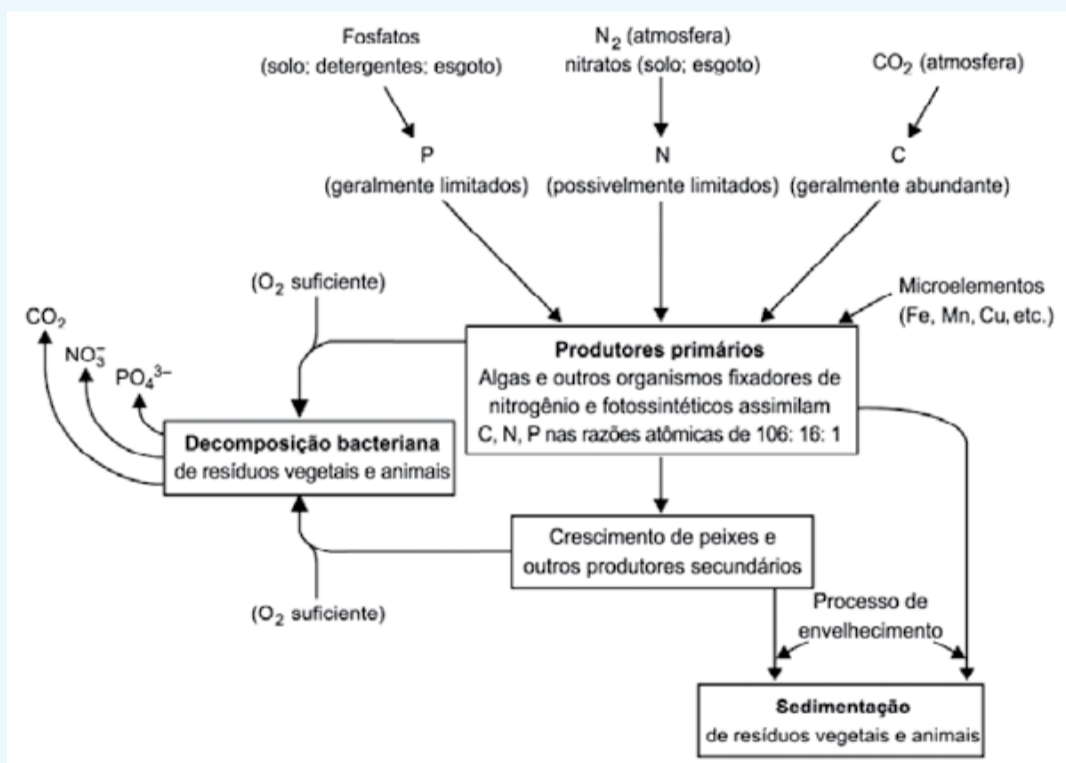 Fosfatos
(solo; detergentes; esgoto)
N₂ (atmosfera)
nitratos (solo; esgoto)
CO₂ (atmosfera)
P
(geralmente limitados)
N
(possivelmente limitados)
C
(geralmente abundante)
Microelementos
(Fe, Mn, Cu, etc.)
(O₂ suficiente)
CO₂
NO₃⁻
PO₄³⁻
Produtores primários
Algas e outros organismos fixadores de
nitrogênio e fotossintéticos assimilam
C, N, P nas razões atômicas de 106: 16: 1
Decomposição bacteriana
de resíduos vegetais e animais
Crescimento de peixes e
outros produtores secundários
(O₂ suficiente)
Processo de
envelhecimento
Sedimentação
de resíduos vegetais e animais